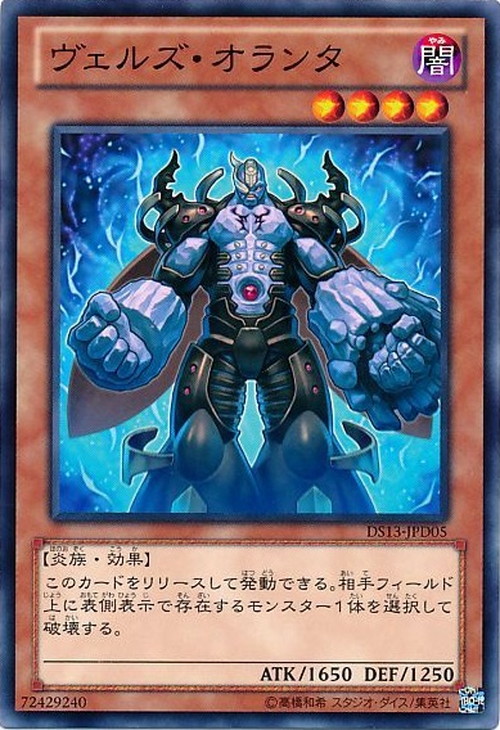 ヴェルズ・オランタ
闇
やみ
DS13-JPD05
【炎族・効果】
このカードをリリースして発動できる。相手フィールド
上に表側表示で存在するモンスター1体を選択して
破壊する。
ATK/1650 DEF/1250
72429240
©高橋和希 スタジオ・ダイス/集英社